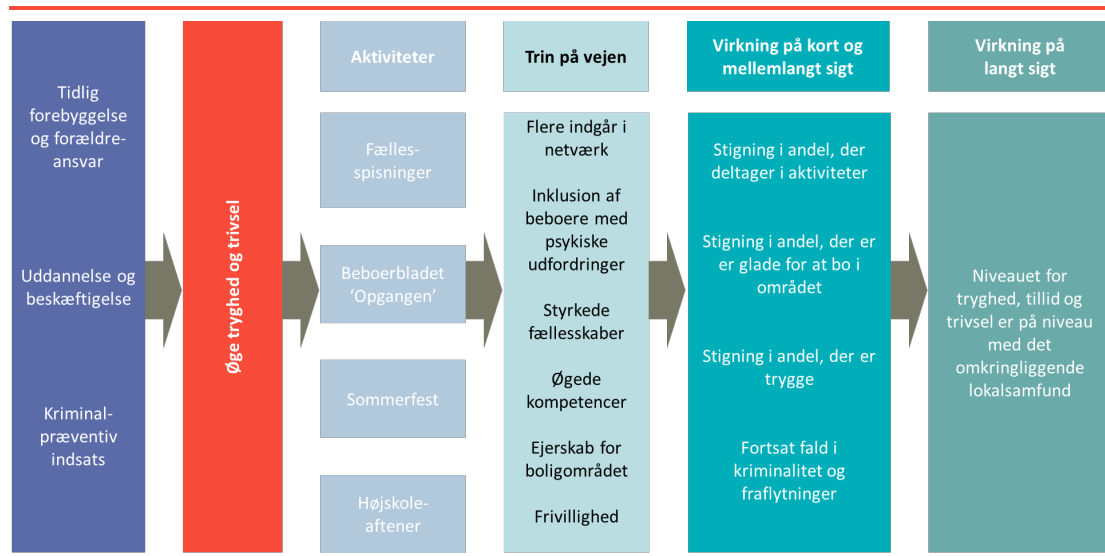 Tidlig
forebyggelse
og forældre-
ansvar
Uddannelse og
beskæftigelse
Kriminal-
præventiv
indsats
Øge tryghed og trivsel
Aktiviteter
Fælles-
spisninger
Beboerbladet
‘Opgangen’
Sommerfest
Højskole-
aftener
Trin på vejen
Flere indgår i
netværk
Inklusion af
beboere med
psykiske
udfordringer
Styrkede
fællesskaber
Øgede
kompetencer
Ejerskab for
boligområdet
Frivillighed
Virkning på kort og
mellemlangt sigt
Stigning i andel, der
deltager i aktiviteter
Stigning i andel, der er
er glade for at bo i
området
Stigning i andel, der er
trygge
Fortsat fald i
kriminalitet og
fraflytninger
Virkning på
langt sigt
Niveauet for
tryghed, tillid og
trivsel er på niveau
med det
omkringliggende
lokalsamfund